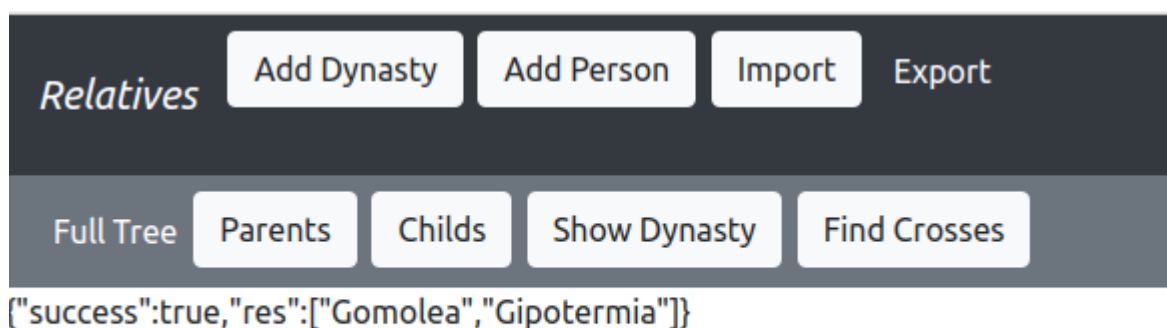 Relatives Add Dynasty Add Person Import Export
Full Tree Parents Childs Show Dynasty Find Crosses
{"success":true,"res":["Gomolea","Gipotermia"]}